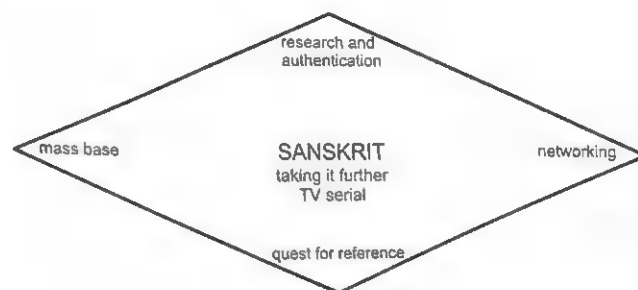 research and
authentication
mass base
SANSKRIT
networking
taking it further
TV serial
quest for reference